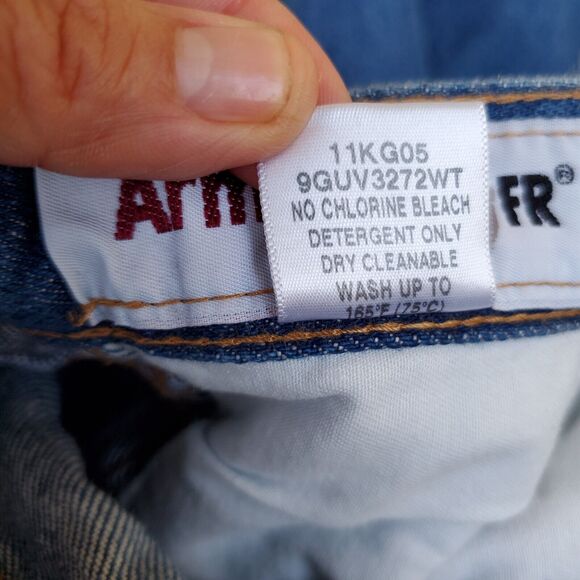 11KG05
9GUV3272WT
NO CHLORINE BLEACH
DETERGENT ONLY
DRY CLEANABLE
WASH UP TO
165°F (75°C)
FR®